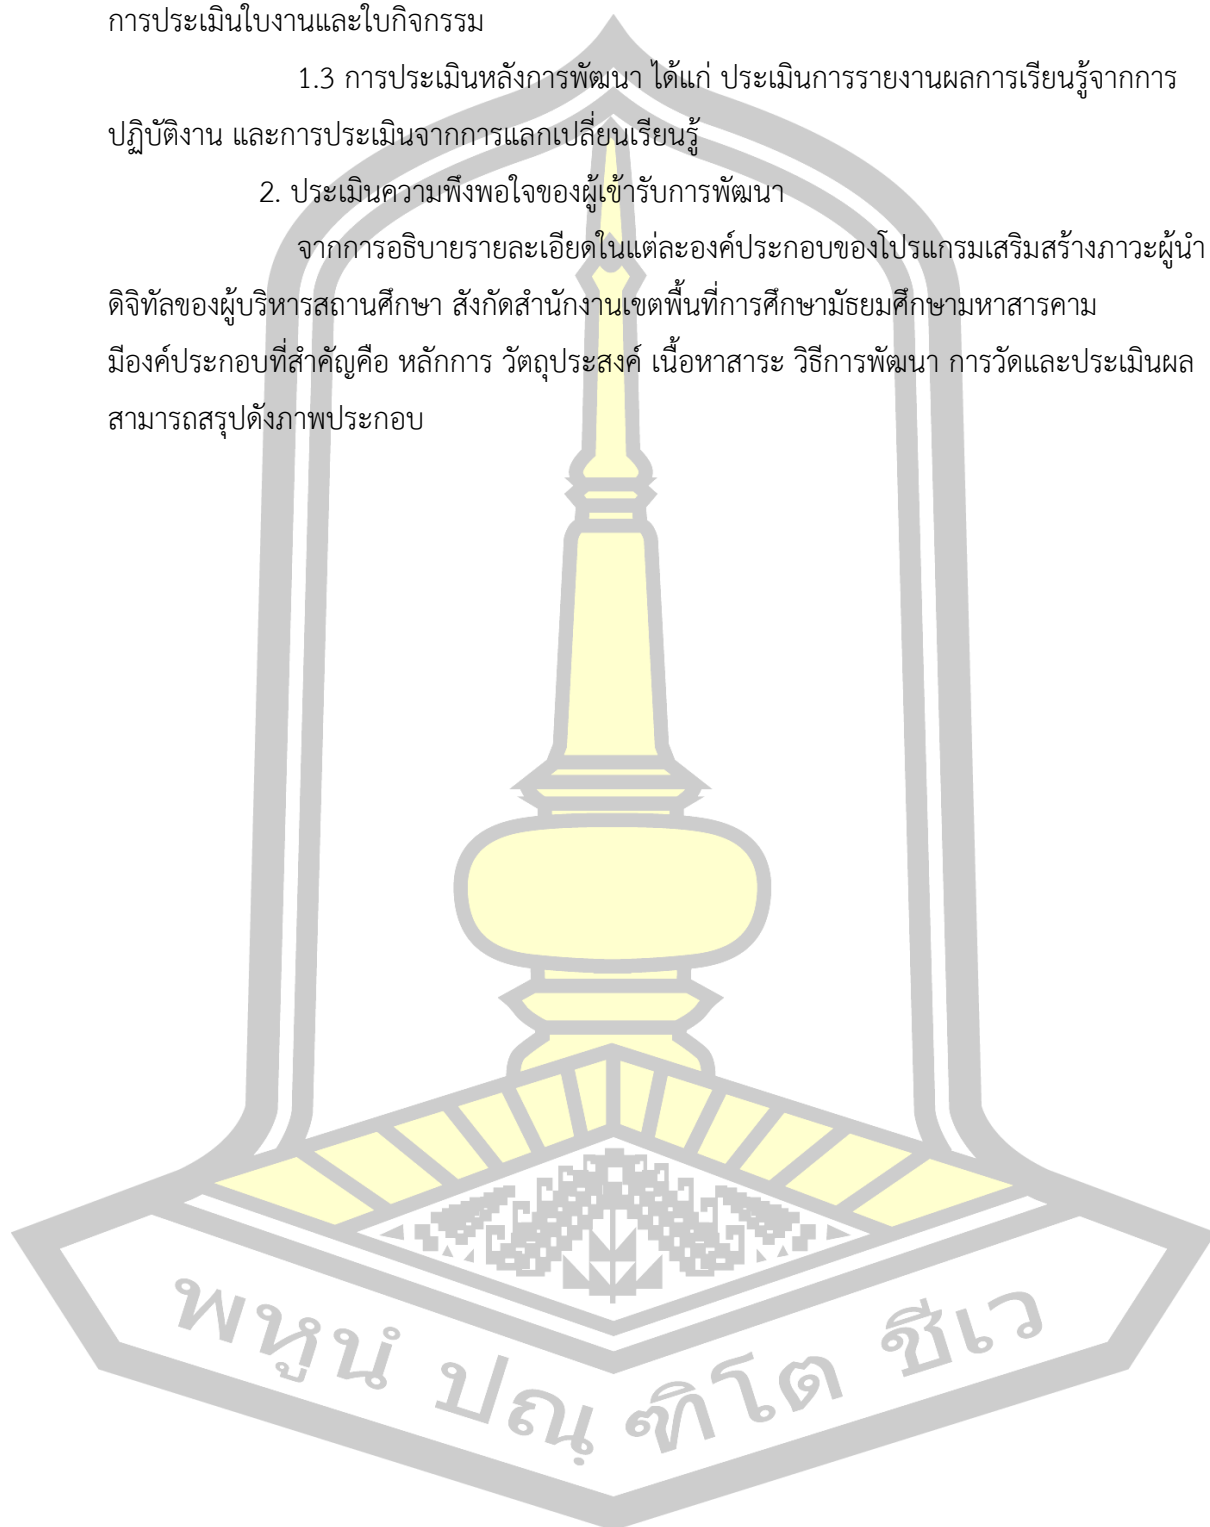 การประเมินใบงานและใบกิจกรรม
1.3 การประเมินหลังการพัฒนา ได้แก่ ประเมินการรายงานผลการเรียนรู้จากการ
ปฏิบัติงาน และการประเมินจากการแลกเปลี่ยนเรียนรู้
2. ประเมินความพึงพอใจของผู้เข้ารับการพัฒนา
จากการอธิบายรายละเอียดในแต่ละองค์ประกอบของโปรแกรมเสริมสร้างภาวะผู้นำ
ดิจิทัลของผู้บริหารสถานศึกษา สังกัดสำนักงานเขตพื้นที่การศึกษามัธยมศึกษามหาสารคาม
มีองค์ประกอบที่สำคัญคือ หลักการ วัตถุประสงค์ เนื้อหาสาระ วิธีการพัฒนา การวัดและประเมินผล
สามารถสรุปดังภาพประกอบ
พหูนํ ปณฺฑิโต ชีเว